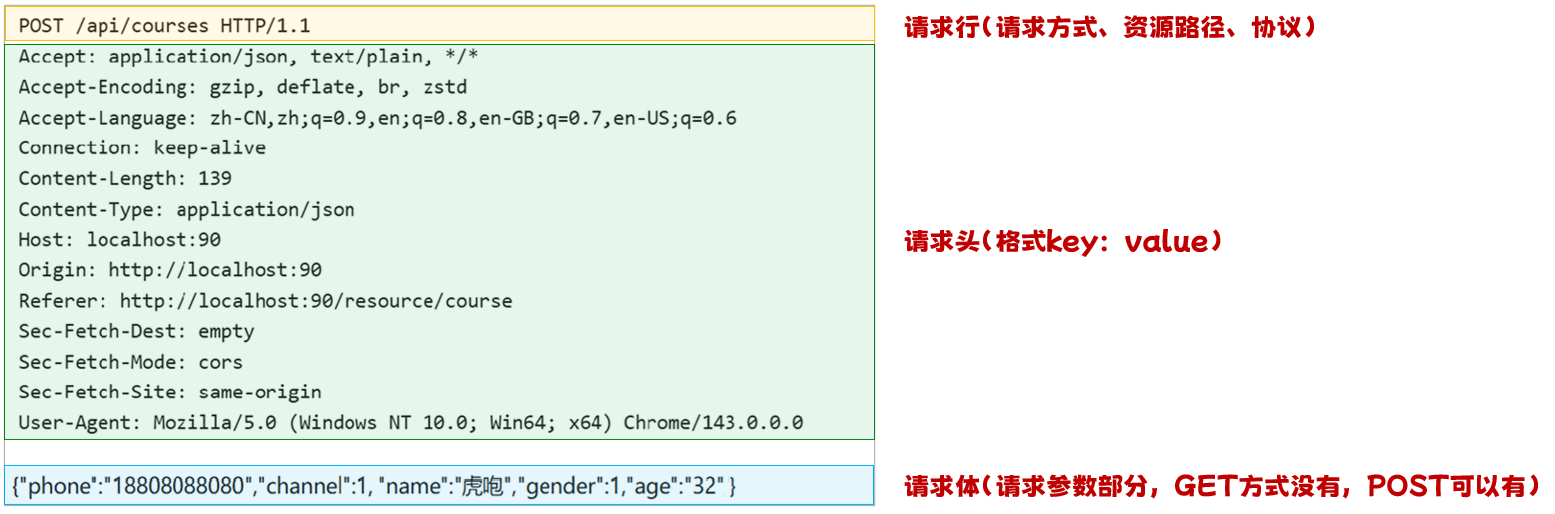 POST /api/courses HTTP/1.1
请求行(请求方式、资源路径、协议)
Accept: application/json, text/plain, */*
Accept-Encoding: gzip, deflate, br, zstd
Accept-Language: zh-CN,zh;q=0.9,en;q=0.8,en-GB;q=0.7,en-US;q=0.6
Connection: keep-alive
Content-Length: 139
Content-Type: application/json
Host: localhost:90
请求头(格式key: value)
Origin: http://localhost:90
Referer: http://localhost:90/resource/course
Sec-Fetch-Dest: empty
Sec-Fetch-Mode: cors
Sec-Fetch-Site: same-origin
User-Agent: Mozilla/5.0 (Windows NT 10.0; Win64; x64) Chrome/143.0.0.0
{"phone":"18808088080","channel":1, "name":"虎咆","gender":1,"age":"32" }
请求体(请求参数部分，GET方式没有，POST可以有)